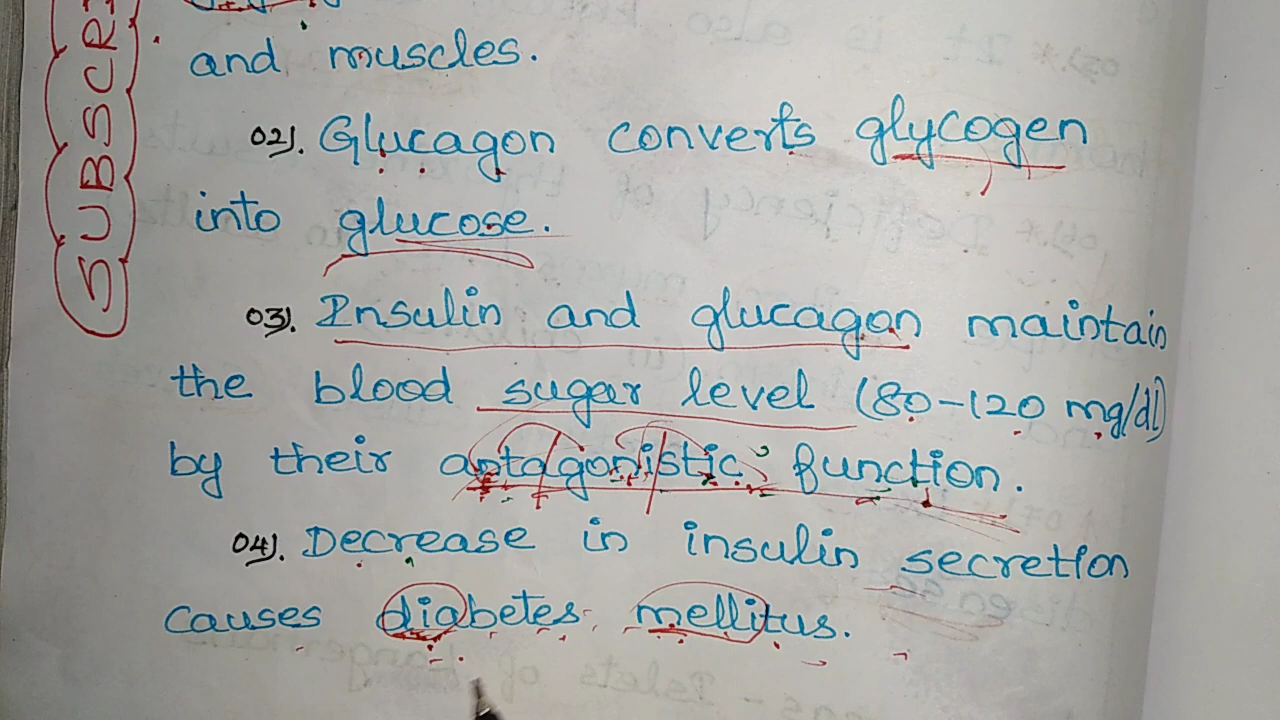 SUBSCRI
and muscles.
02). Glucagon converts glycogen
into glucose.
03). Insulin and glucagon maintain
the blood sugar level (80-120 mg/dl)
by their antagonistic function.
04). Decrease in insulin secretion
causes diabetes mellitus.